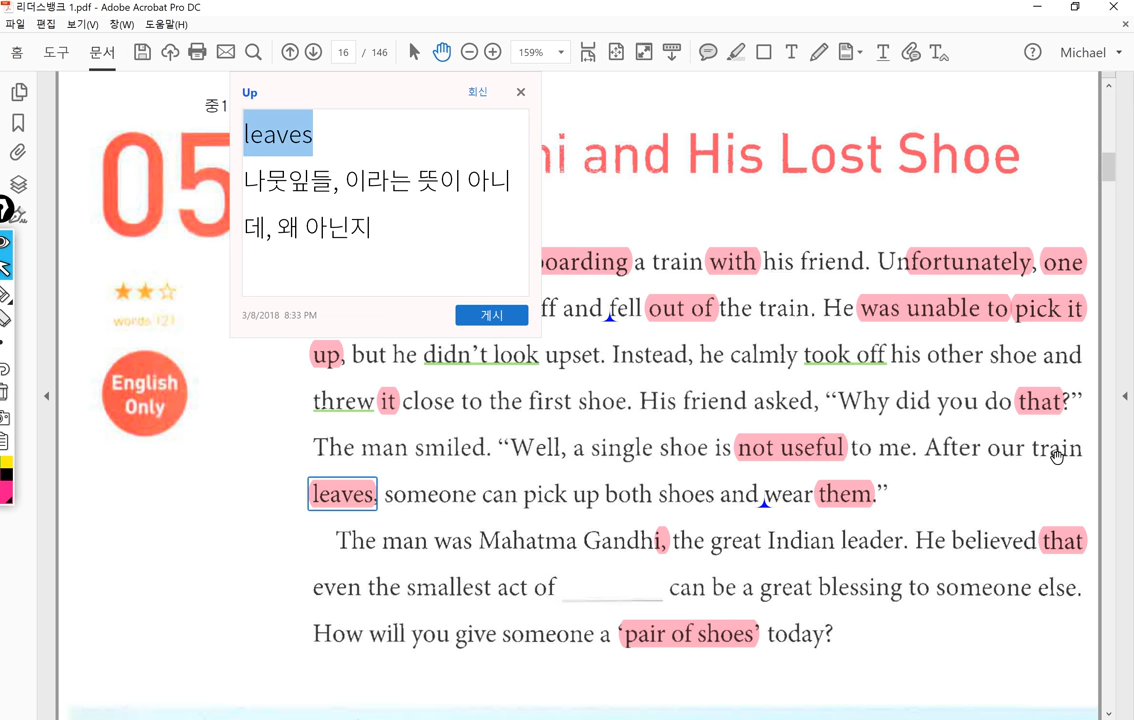 리더스뱅크 1.pdf - Adobe Acrobat Pro DC
파일 편집 보기(V) 창(W) 도움말(H)
홈 도구 문서 16 / 146 159% Michael
Up 회신
leaves
나뭇잎들, 이라는 뜻이 아니
데, 왜 아닌지
3/8/2018 8:33 PM 게시
중1
05 and His Lost Shoe
words
English
Only
boarding a train with his friend. Unfortunately, one
and fell out of the train. He was unable to pick it
up, but he didn't look upset. Instead, he calmly took off his other shoe and
threw it close to the first shoe. His friend asked, “Why did you do that?”
The man smiled. “Well, a single shoe is not useful to me. After our train
leaves, someone can pick up both shoes and wear them.”
The man was Mahatma Gandhi, the great Indian leader. He believed that
even the smallest act of ________ can be a great blessing to someone else.
How will you give someone a ‘pair of shoes’ today?